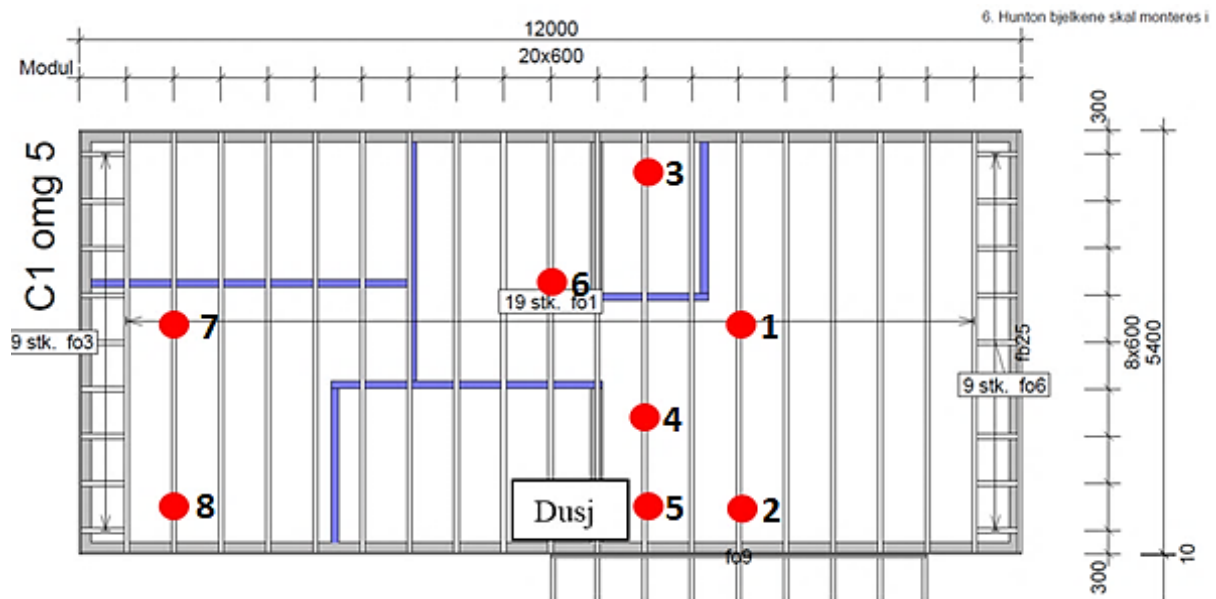 6. Hunton bjelkene skal monteres i
12000
20x600
Modul
300
C1 omg 5
3
6
19 stk. fo1
7
1
9 stk. fo3
fb25
9 stk. fo6
8x600
5400
4
8
Dusj
5
2
fo9
300
10